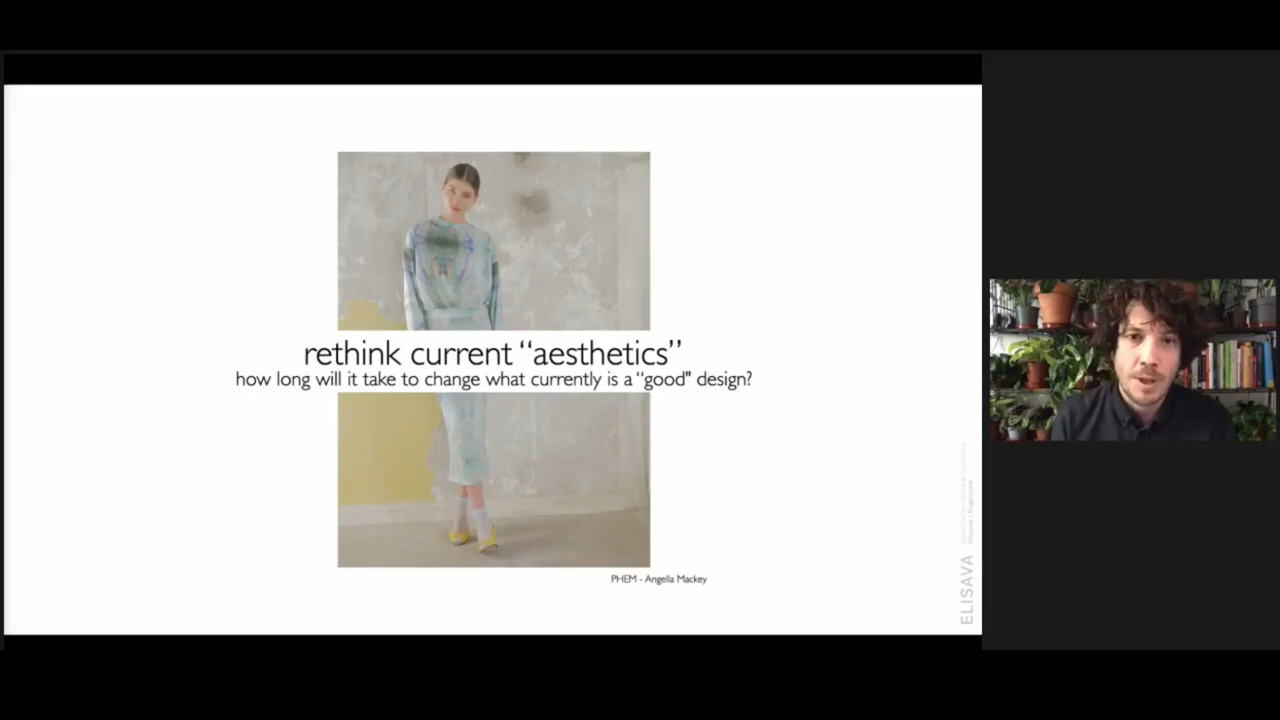 rethink current “aesthetics”
how long will it take to change what currently is a “good" design?
PHEM - Angella Mackey
ELISAVA